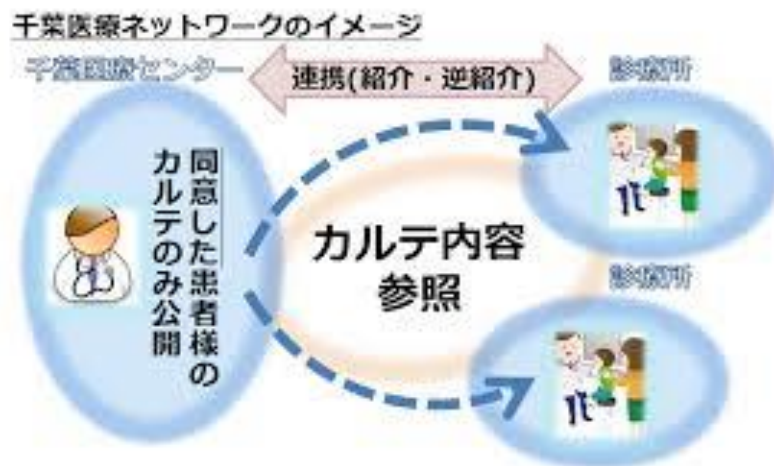 千葉医療ネットワークのイメージ
千葉医療センター
連携(紹介・逆紹介)
診療所
同意した患者様の
カルテのみ公開
カルテ内容
参照
診療所